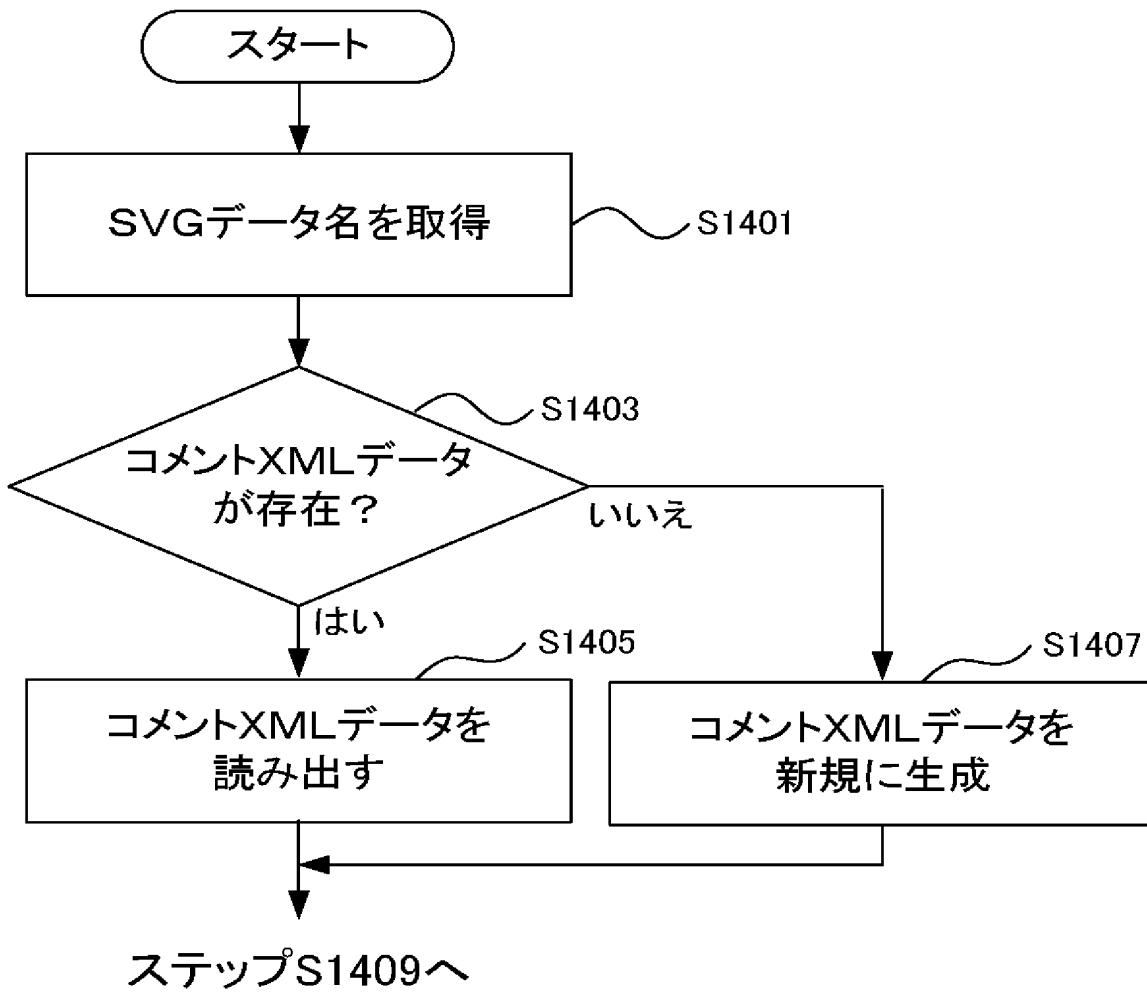 スタート
SVGデータ名を取得
S1401
S1403
コメントXMLデータ
が存在？
いいえ
はい
S1405
コメントXMLデータを
読み出す
S1407
コメントXMLデータを
新規に生成
ステップS1409へ